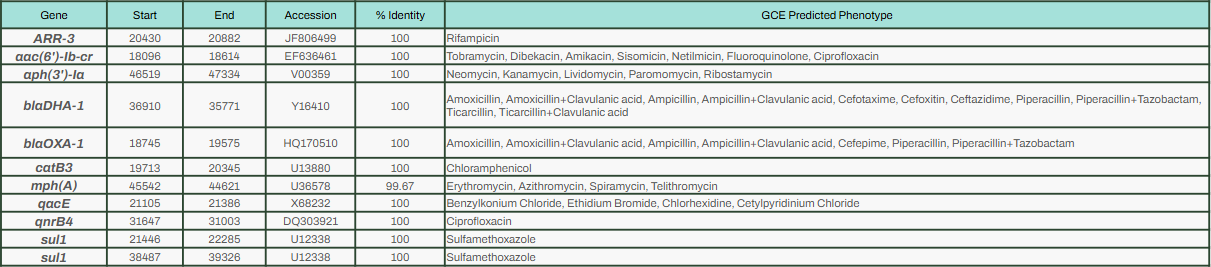 Gene Start End Accession % Identity GCE Predicted Phenotype
ARR-3 20430 20882 JF806499 100 Rifampicin
aac(6')-Ib-cr 18096 18614 EF636461 100 Tobramycin, Dibekacin, Amikacin, Sisomicin, Netilmicin, Fluoroquinolone, Ciprofloxacin
aph(3')-Ia 46519 47334 V00359 100 Neomycin, Kanamycin, Lividomycin, Paromomycin, Ribostamycin
blaDHA-1 36910 35771 Y16410 100 Amoxicillin, Amoxicillin+Clavulanic acid, Ampicillin, Ampicillin+Clavulanic acid, Cefotaxime, Cefoxitin, Ceftazidime, Piperacillin, Piperacillin+Tazobactam,
Ticarcillin, Ticarcillin+Clavulanic acid
blaOXA-1 18745 19575 HQ170510 100 Amoxicillin, Amoxicillin+Clavulanic acid, Ampicillin, Ampicillin+Clavulanic acid, Cefepime, Piperacillin, Piperacillin+Tazobactam
catB3 19713 20345 U13880 100 Chloramphenicol
mph(A) 45542 44621 U36578 99.67 Erythromycin, Azithromycin, Spiramycin, Telithromycin
qacE 21105 21386 X68232 100 Benzylkonium Chloride, Ethidium Bromide, Chlorhexidine, Cetylpyridinium Chloride
qnrB4 31647 31003 DQ303921 100 Ciprofloxacin
sul1 21446 22285 U12338 100 Sulfamethoxazole
sul1 38487 39326 U12338 100 Sulfamethoxazole